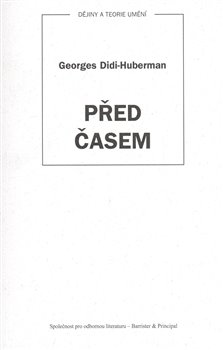 DĚJINY A TEORIE UMĚNÍ
Georges Didi-Huberman
PŘED
ČASEM
Společnost pro odbornou literaturu – Barrister & Principal